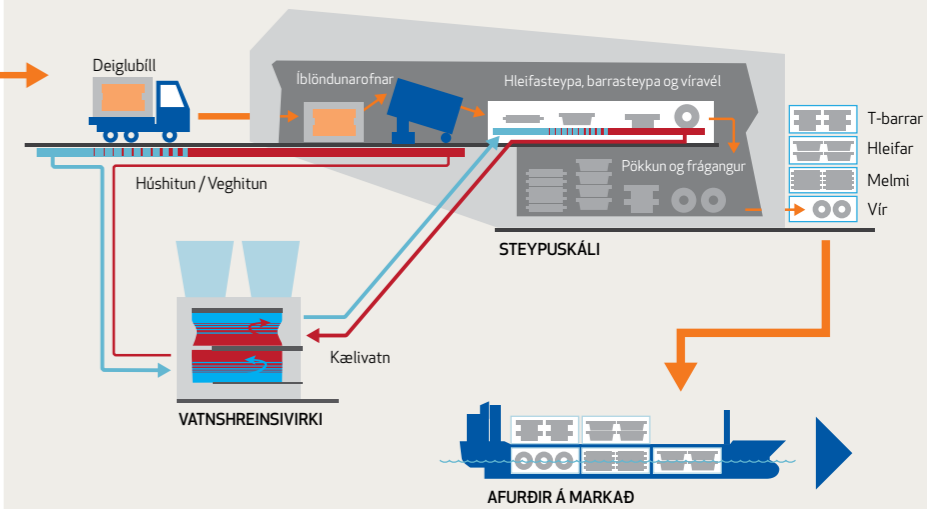 Deiglubíll
Íblöndunarofnar
Hleifasteypa, barrasteypa og víravél
T-barrar
Hleifar
Melmi
Vír
Pökkun og frágangur
Húshitun / Veghitun
STEYPUSKÁLI
Kælivatn
VATNSHREINSIVIRKI
AFURÐIR Á MARKAÐ